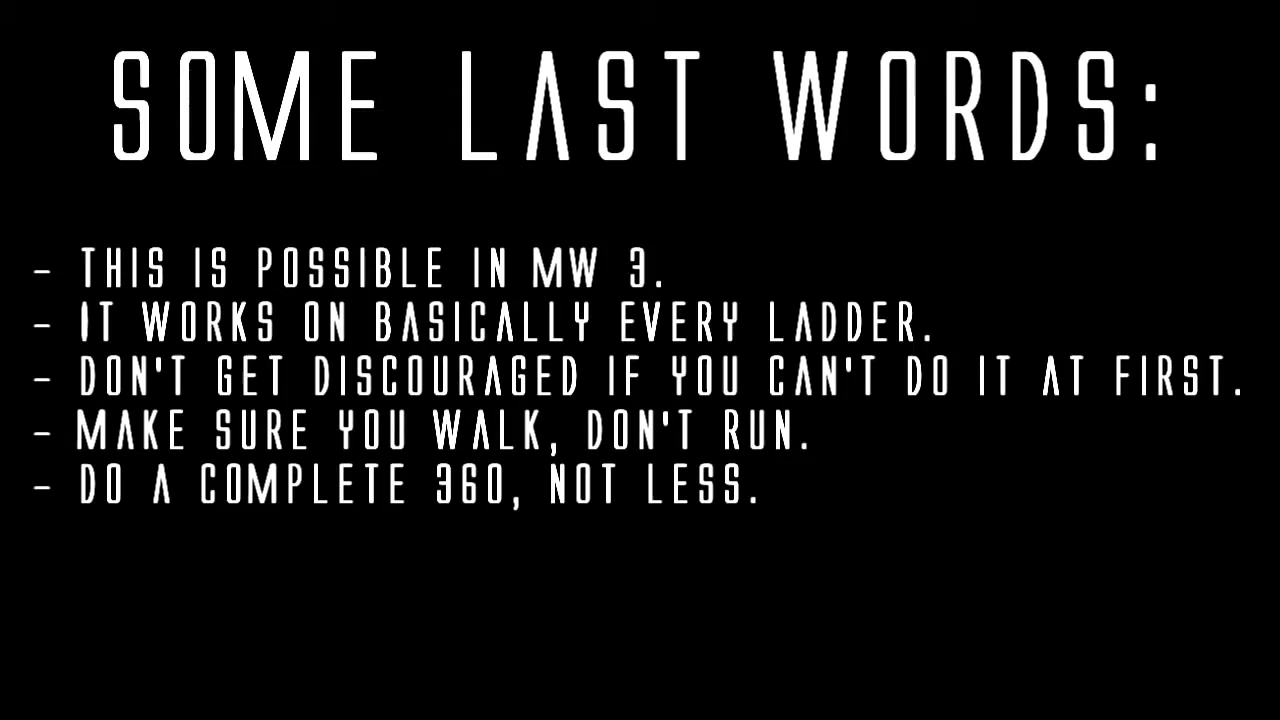 SOME LAST WORDS:
- THIS IS POSSIBLE IN MW 3.
- IT WORKS ON BASICALLY EVERY LADDER.
- DON'T GET DISCOURAGED IF YOU CAN'T DO IT AT FIRST.
- MAKE SURE YOU WALK, DON'T RUN.
- DO A COMPLETE 360, NOT LESS.